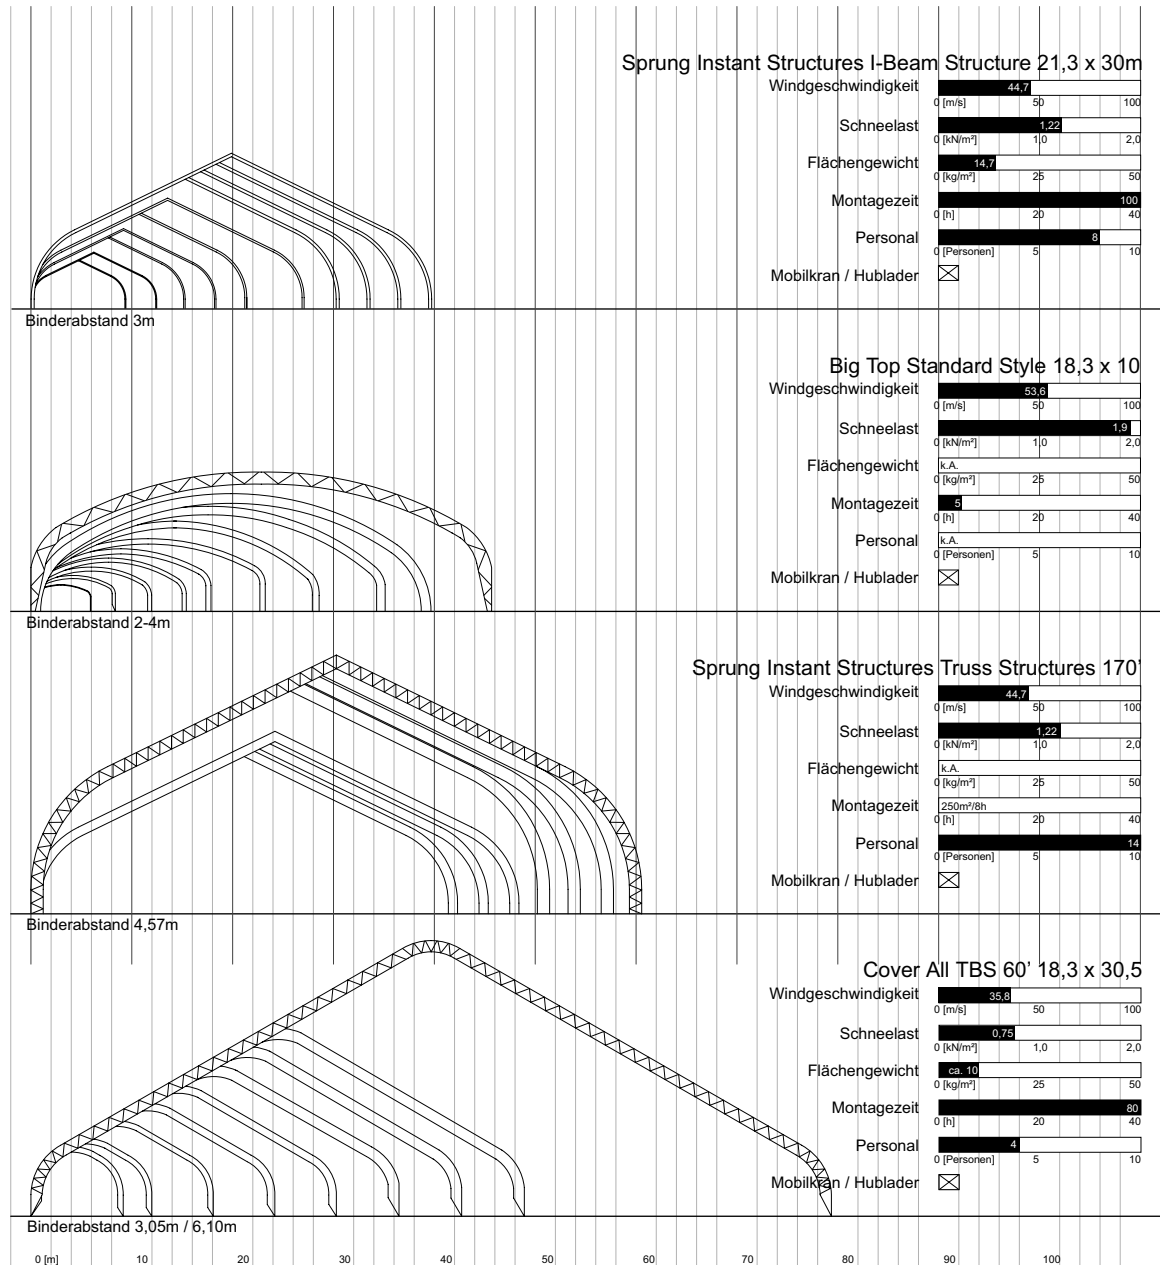 Sprung Instant Structures I-Beam Structure 21,3 x 30m
Windgeschwindigkeit
44,7
0 [m/s] 50 100
Schneelast
1,22
0 [kN/m²] 1,0 2,0
Flächengewicht
14,7
0 [kg/m²] 25 50
Montagezeit
100
0 [h] 20 40
Personal
8
0 [Personen] 5 10
Mobilkran / Hublader
Binderabstand 3m
Big Top Standard Style 18,3 x 10
Windgeschwindigkeit
53,6
0 [m/s] 50 100
Schneelast
1,9
0 [kN/m²] 1,0 2,0
Flächengewicht
k.A.
0 [kg/m²] 25 50
Montagezeit
5
0 [h] 20 40
Personal
k.A.
0 [Personen] 5 10
Mobilkran / Hublader
Binderabstand 2-4m
Sprung Instant Structures Truss Structures 170'
Windgeschwindigkeit
44,7
0 [m/s] 50 100
Schneelast
1,22
0 [kN/m²] 1,0 2,0
Flächengewicht
k.A.
0 [kg/m²] 25 50
Montagezeit
250m²/8h
0 [h] 20 40
Personal
14
0 [Personen] 5 10
Mobilkran / Hublader
Binderabstand 4,57m
Cover All TBS 60’ 18,3 x 30,5
Windgeschwindigkeit
35,8
0 [m/s] 50 100
Schneelast
0,75
0 [kN/m²] 1,0 2,0
Flächengewicht
ca. 10
0 [kg/m²] 25 50
Montagezeit
80
0 [h] 20 40
Personal
4
0 [Personen] 5 10
Mobilkran / Hublader
Binderabstand 3,05m / 6,10m
0 [m] 10 20 30 40 50 60 70 80 90 100